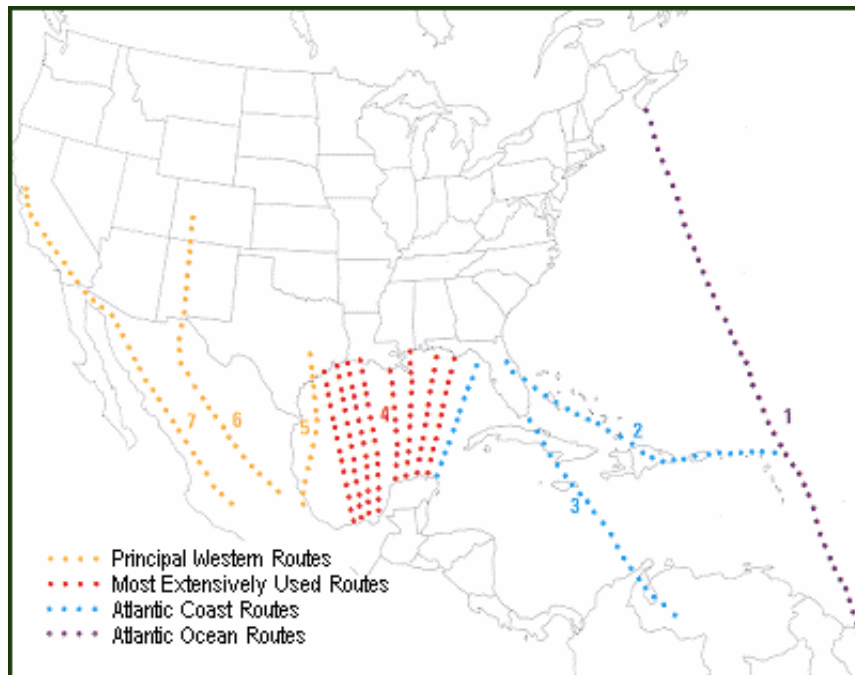 1
2
3
4
5
6
7
Principal Western Routes
Most Extensively Used Routes
Atlantic Coast Routes
Atlantic Ocean Routes